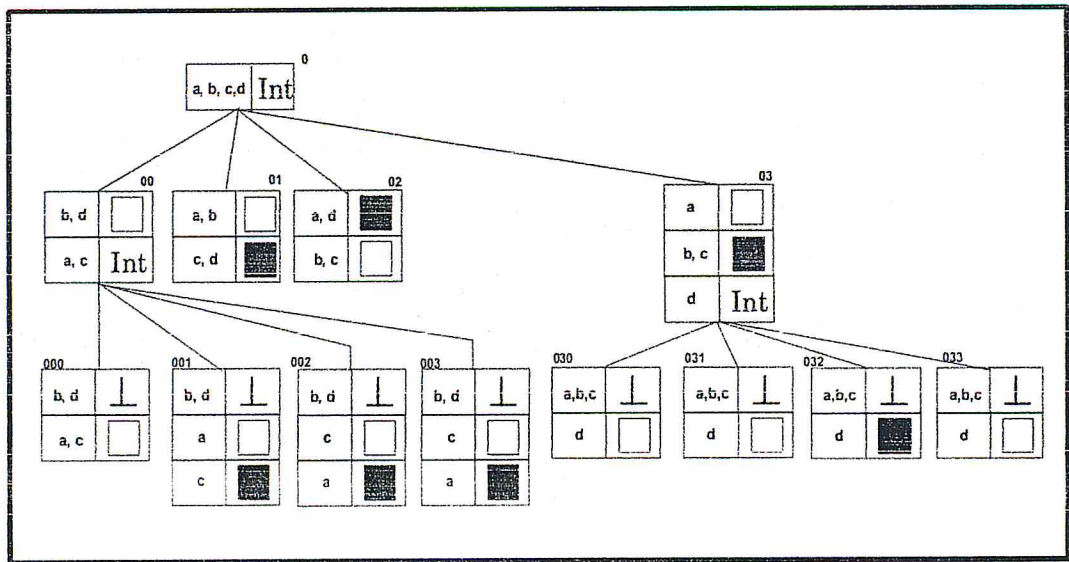 0
a, b, c,d Int
00
b, d
a, c Int
01
a, b
c, d
02
a, d
b, c
03
a
b, c
d Int
000
b, d ⊥
a, c
001
b, d ⊥
a
c
002
b, d ⊥
c
a
003
b, d ⊥
c
a
030
a,b,c ⊥
d
031
a,b,c ⊥
d
032
a,b,c ⊥
d
033
a,b,c ⊥
d